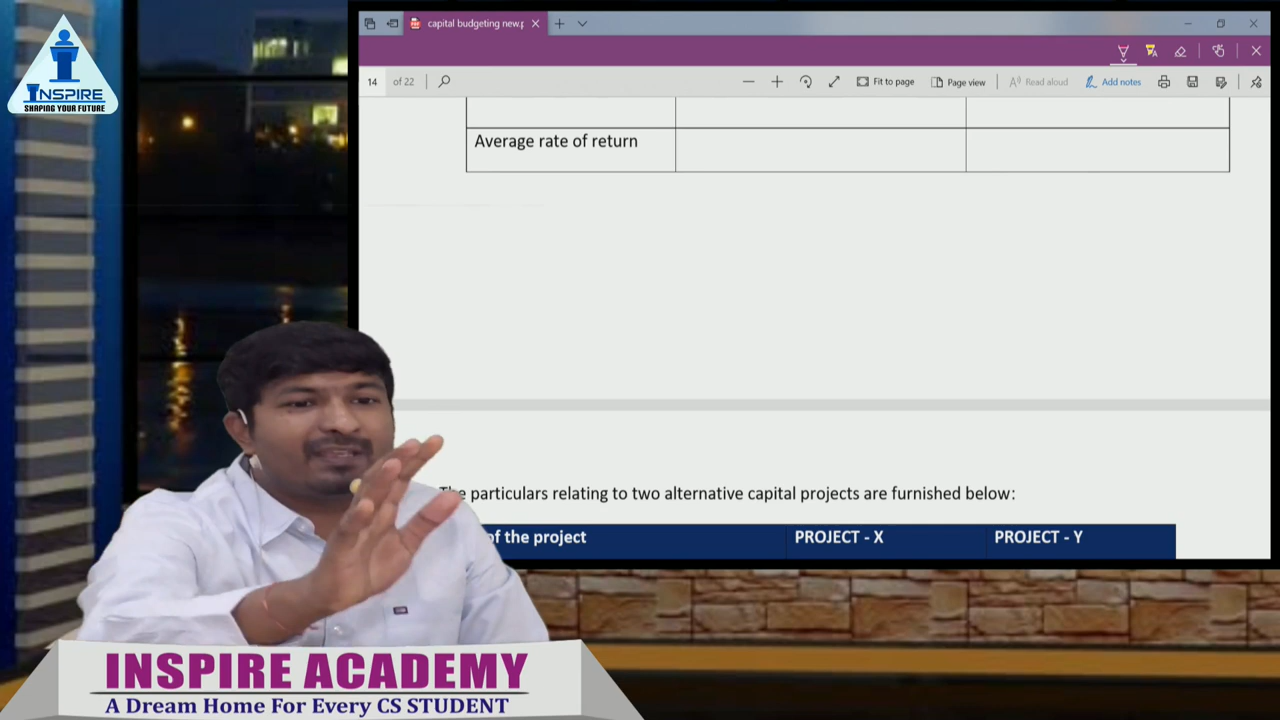 INSPIRE
SHAPING YOUR FUTURE
capital budgeting new.p
14 of 22
Fit to page
Page view
Read aloud
Add notes
Average rate of return
The particulars relating to two alternative capital projects are furnished below:
of the project PROJECT - X PROJECT - Y
INSPIRE ACADEMY
A Dream Home For Every CS STUDENT